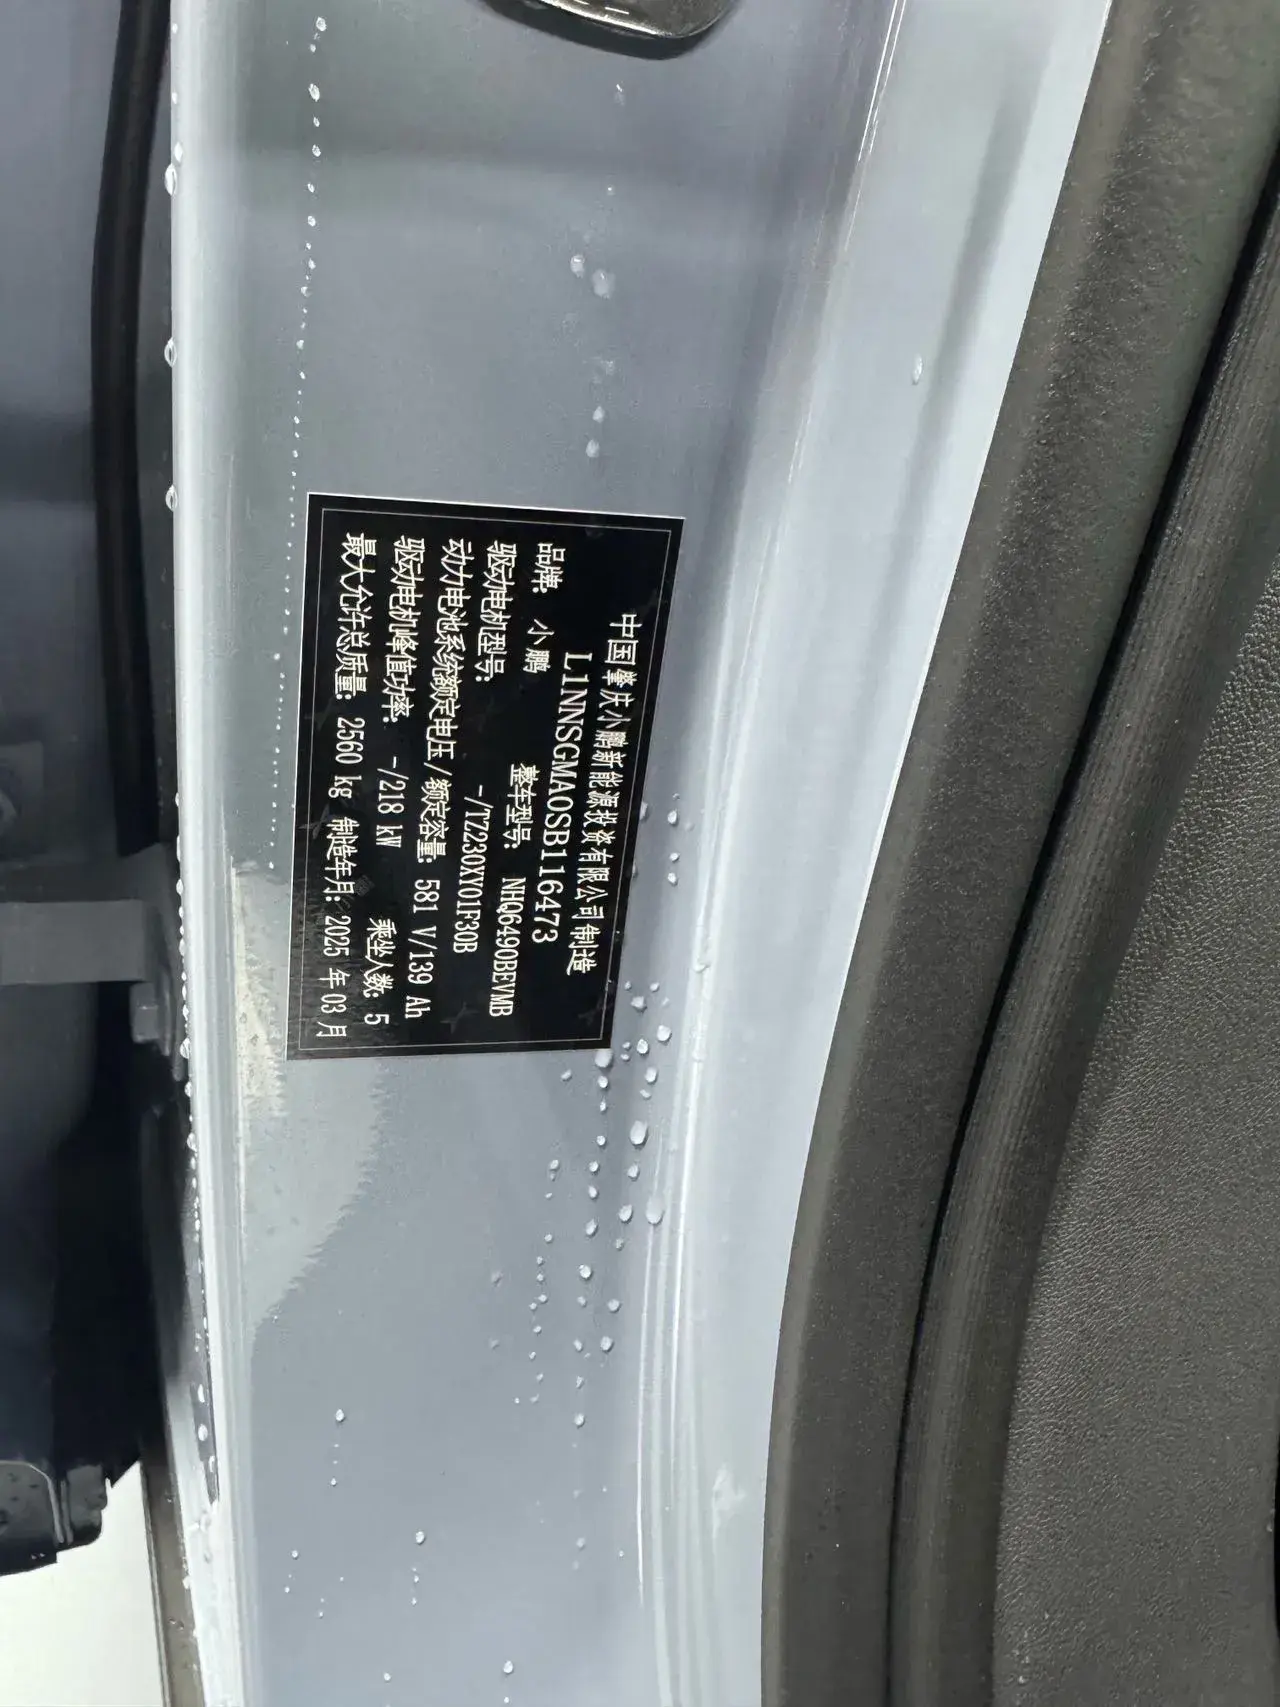 中国肇庆小鹏新能源投资有限公司 制造
L1NNSGMA0SB116473
品牌: 小鹏 整车型号: NHQ6490BEVMB
驱动电机型号: -/TZ230XY01F30B
动力电池系统额定电压/额定容量: 581 V/139 Ah
驱动电机峰值功率: -/218 kW 乘坐人数: 5
最大允许总质量: 2560 kg 制造年月: 2025 年 03 月